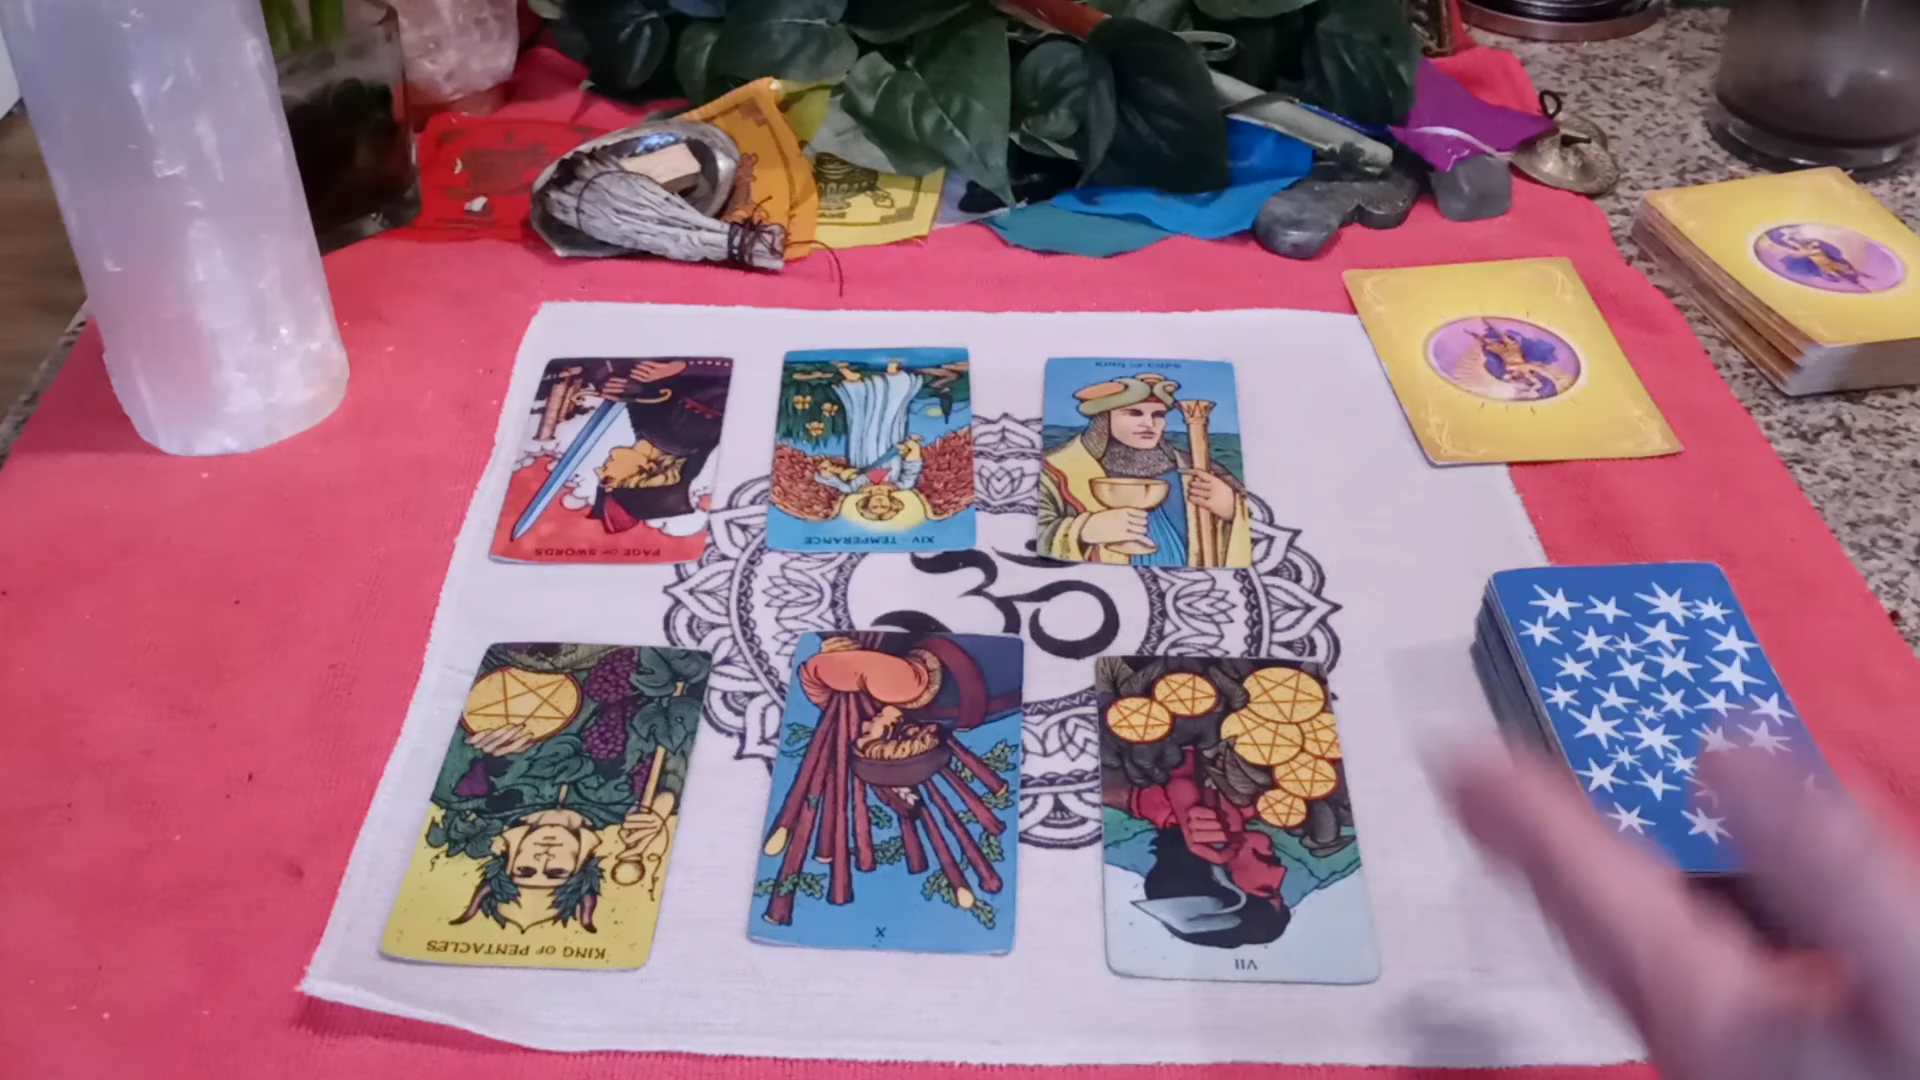 KING OF CUPS
PAGE OF SWORDS
XIV - TEMPERANCE
ॐ
KING OF PENTACLES
X
VII